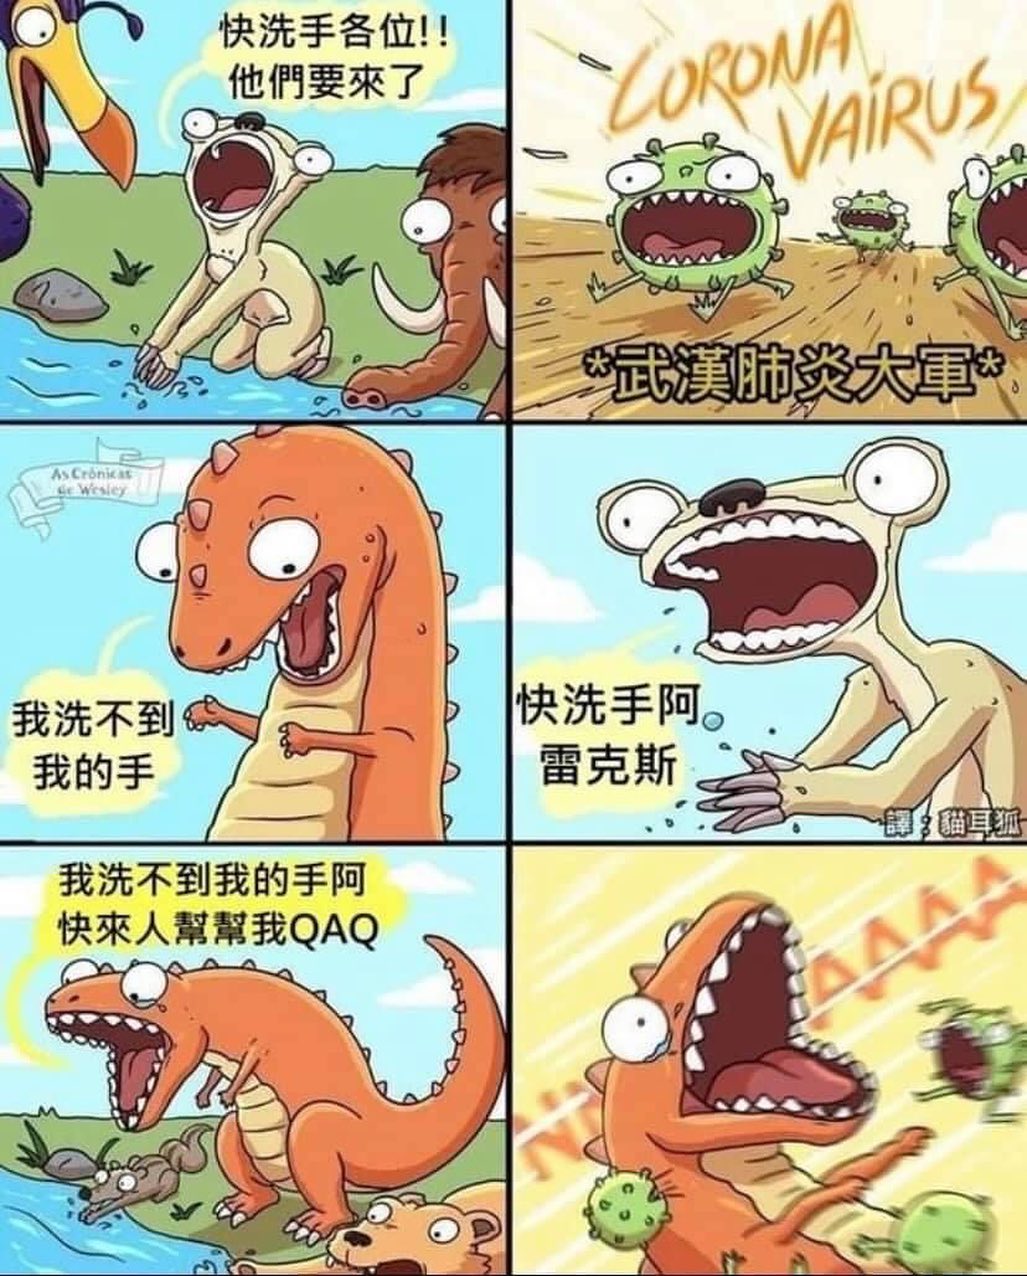 快洗手各位!!
他們要來了
CORONA
VAiRUS
*武漢肺炎大軍*
As Crônicas
de Wesley
我洗不到
我的手
快洗手阿
雷克斯
譯：貓耳狐
我洗不到我的手阿
快來人幫幫我QAQ
AAAA